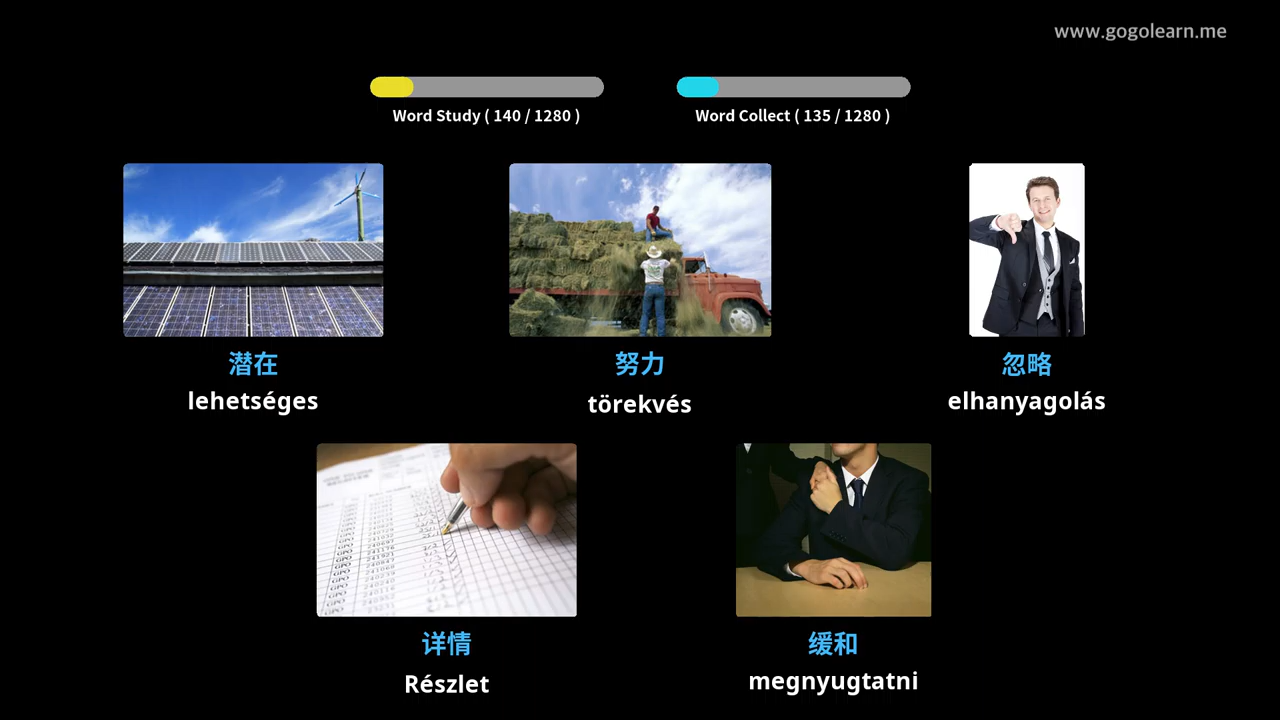 www.gogolearn.me
Word Study ( 140 / 1280 )
Word Collect ( 135 / 1280 )
潜在
lehetséges
努力
törekvés
忽略
elhanyagolás
详情
Részlet
缓和
megnyugtatni